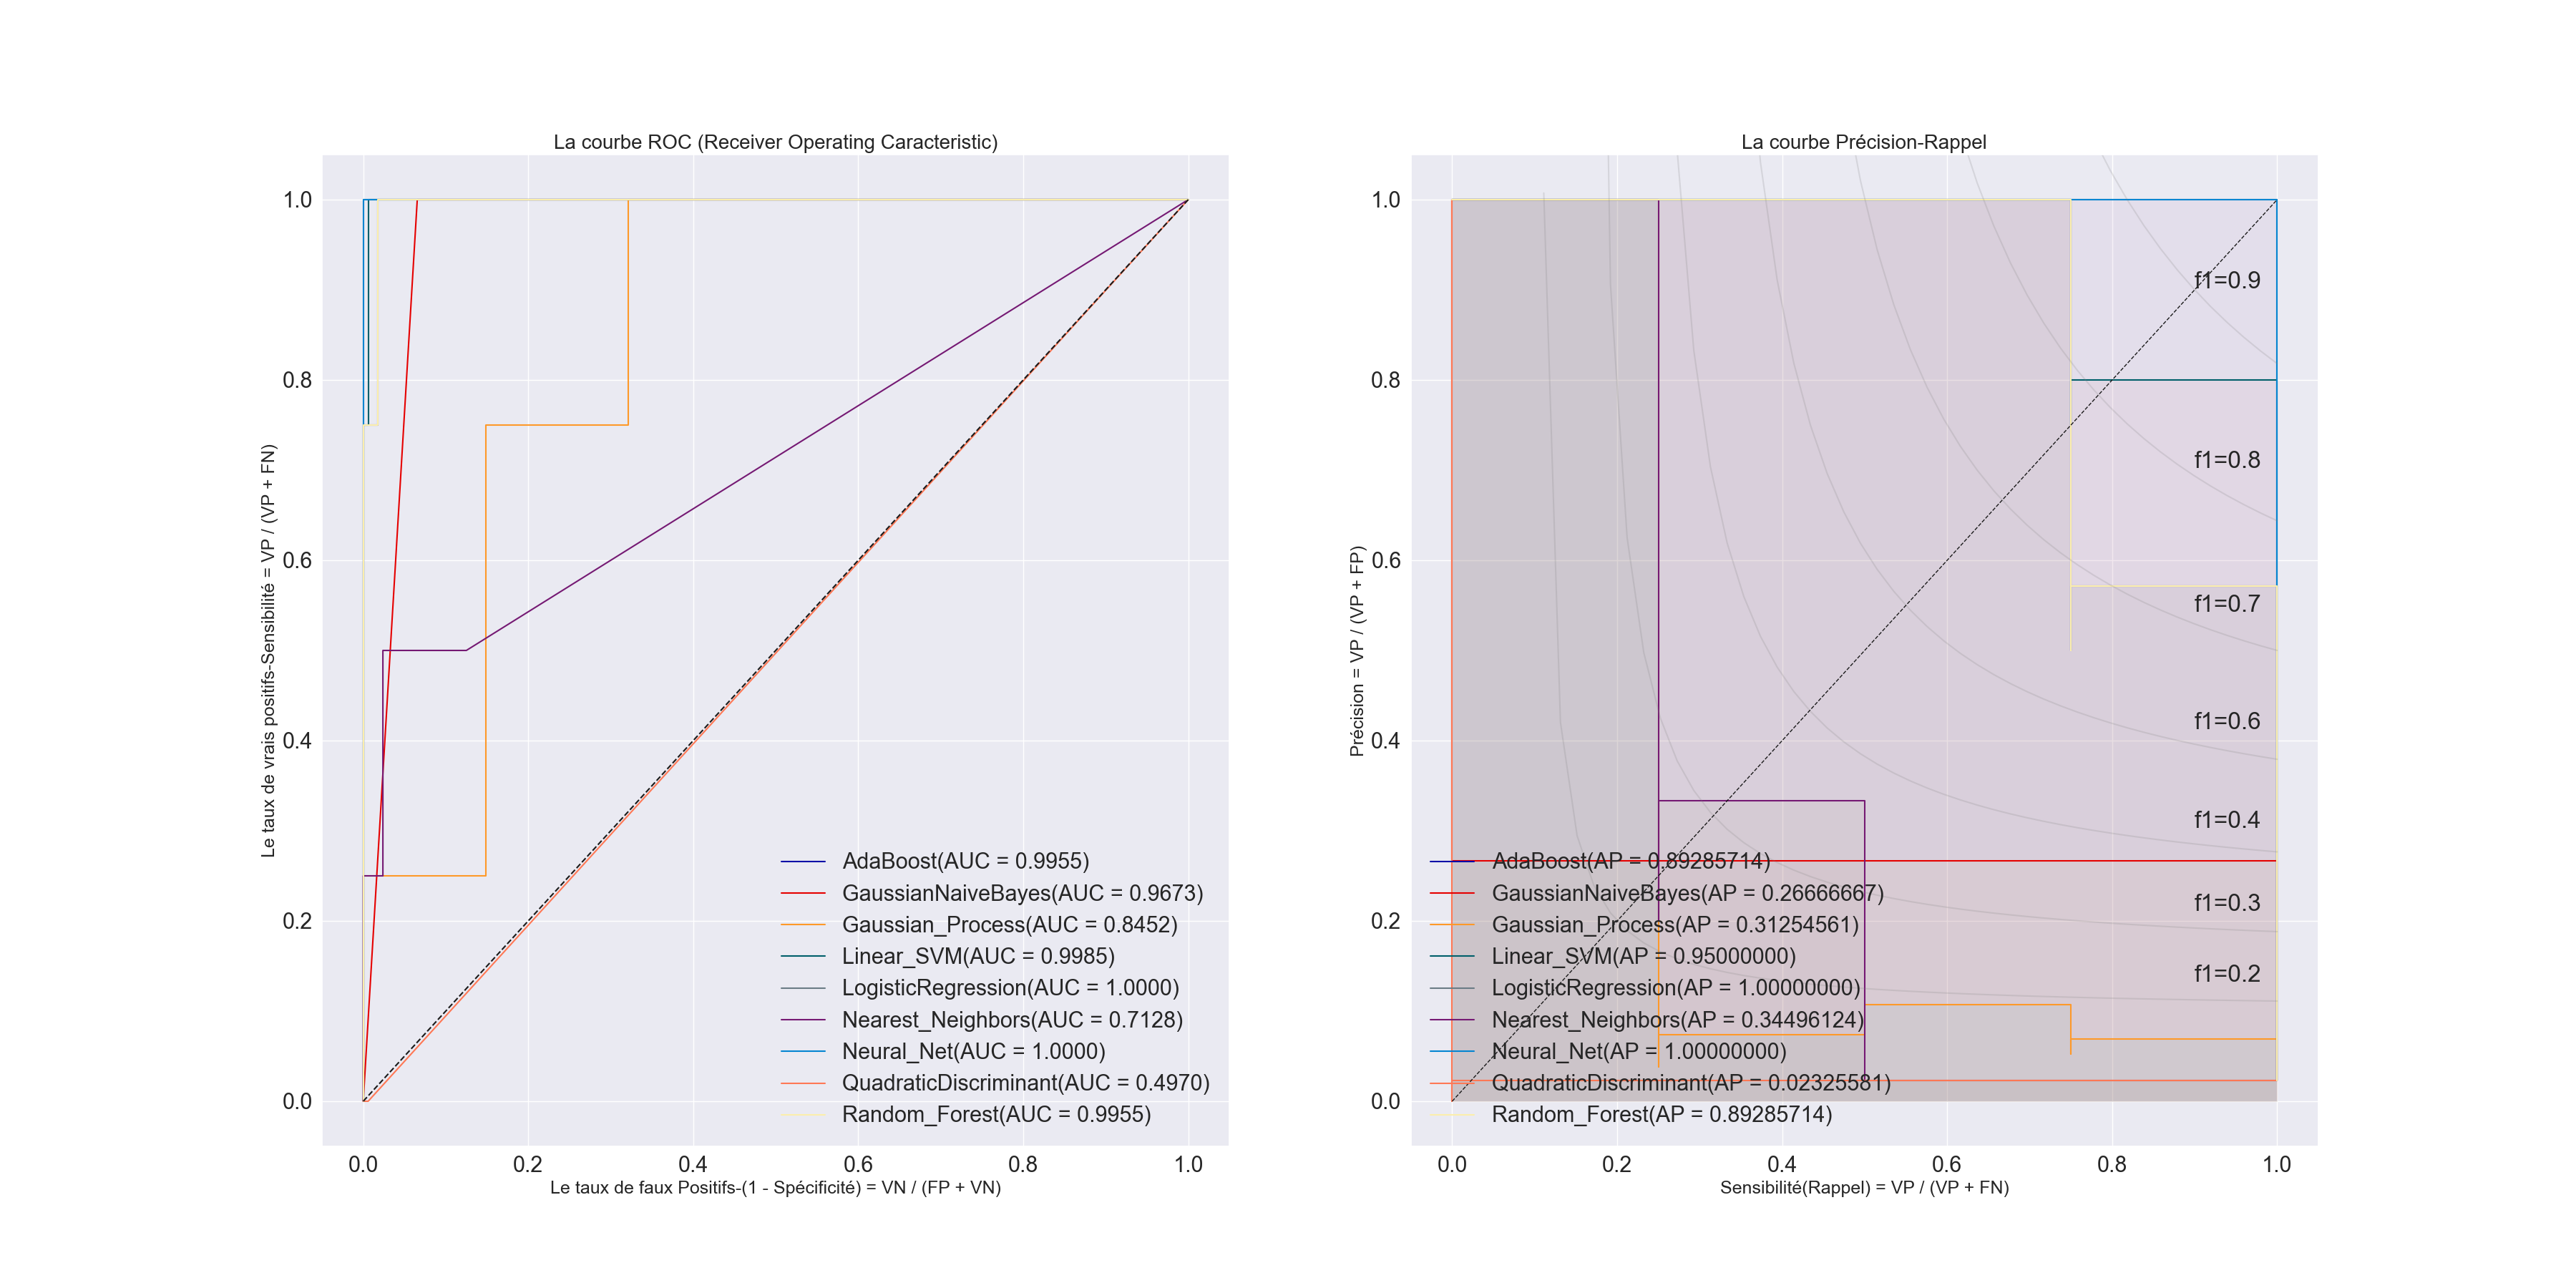 La courbe ROC (Receiver Operating Caracteristic)
1.0
0.8
0.6
0.4
0.2
0.0
Le taux de vrais positifs-Sensibilité = VP / (VP + FN)
AdaBoost(AUC = 0.9955)
GaussianNaiveBayes(AUC = 0.9673)
Gaussian_Process(AUC = 0.8452)
Linear_SVM(AUC = 0.9985)
LogisticRegression(AUC = 1.0000)
Nearest_Neighbors(AUC = 0.7128)
Neural_Net(AUC = 1.0000)
QuadraticDiscriminant(AUC = 0.4970)
Random_Forest(AUC = 0.9955)
0.0 0.2 0.4 0.6 0.8 1.0
Le taux de faux Positifs-(1 - Spécificité) = VN / (FP + VN)
La courbe Précision-Rappel
1.0
0.8
0.6
0.4
0.2
0.0
Précision = VP / (VP + FP)
f1=0.9
f1=0.8
f1=0.7
f1=0.6
f1=0.4
f1=0.3
f1=0.2
AdaBoost(AP = 0.89285714)
GaussianNaiveBayes(AP = 0.26666667)
Gaussian_Process(AP = 0.31254561)
Linear_SVM(AP = 0.95000000)
LogisticRegression(AP = 1.00000000)
Nearest_Neighbors(AP = 0.34496124)
Neural_Net(AP = 1.00000000)
QuadraticDiscriminant(AP = 0.02325581)
Random_Forest(AP = 0.89285714)
0.0 0.2 0.4 0.6 0.8 1.0
Sensibilité(Rappel) = VP / (VP + FN)